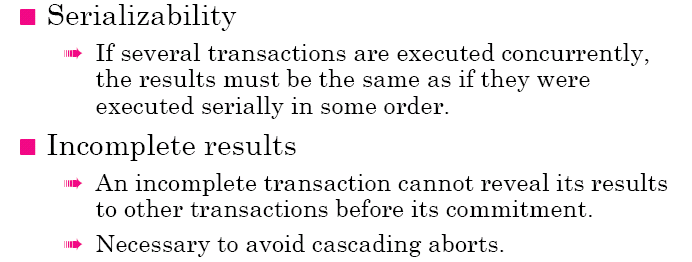 Serializability
If several transactions are executed concurrently,
the results must be the same as if they were
executed serially in some order.
Incomplete results
An incomplete transaction cannot reveal its results
to other transactions before its commitment.
Necessary to avoid cascading aborts.